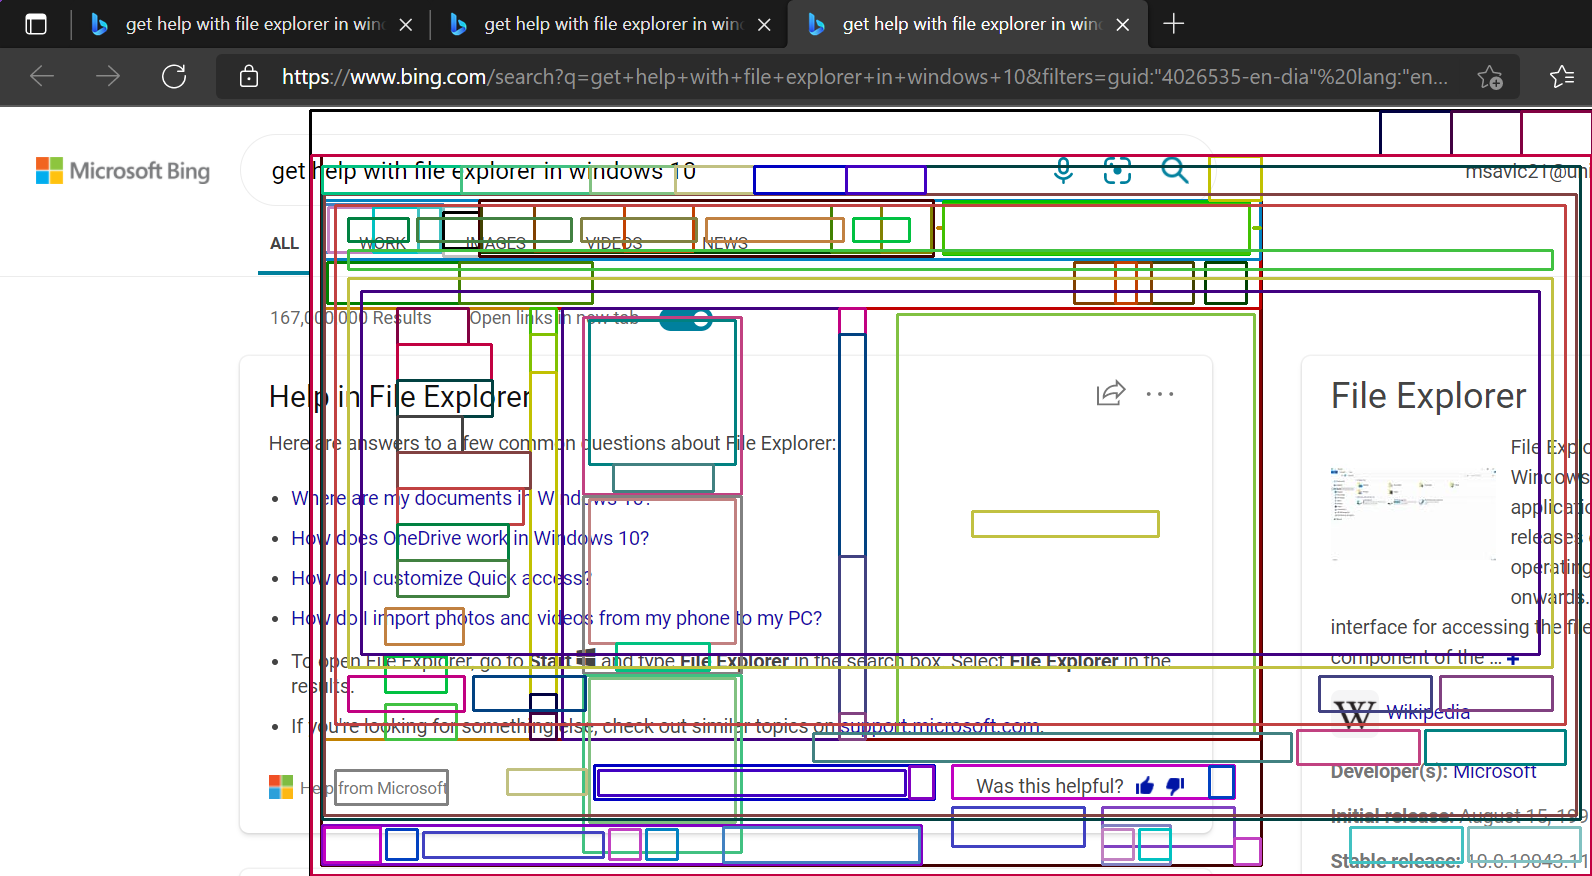 get help with file explorer in win
get help with file explorer in win
get help with file explorer in win
https://www.bing.com/search?q=get+help+with+file+explorer+in+windows+10&filters=guid:"4026535-en-dia"%20lang:"en...
Microsoft Bing
get help with file explorer in windows 10
msavic21@uni
ALL WORK IMAGES VIDEOS NEWS
167,000,000 Results Open links in new tab
Help in File Explorer
Here are answers to a few common questions about File Explorer:
• Where are my documents in Windows 10?
• How does OneDrive work in Windows 10?
• How do I customize Quick access?
• How do I import photos and videos from my phone to my PC?
• To open File Explorer, go to Start and type File Explorer in the search box. Select File Explorer in the
results.
• If you're looking for something else, check out similar topics on support.microsoft.com.
Help from Microsoft
Was this helpful?
File Explorer
File Explo
Windows
applicatio
releases
operating
onwards.
interface for accessing the file
component of the ... +
W Wikipedia
Developer(s): Microsoft
Initial release: August 15, 199
Stable release: 10.0.19043.11